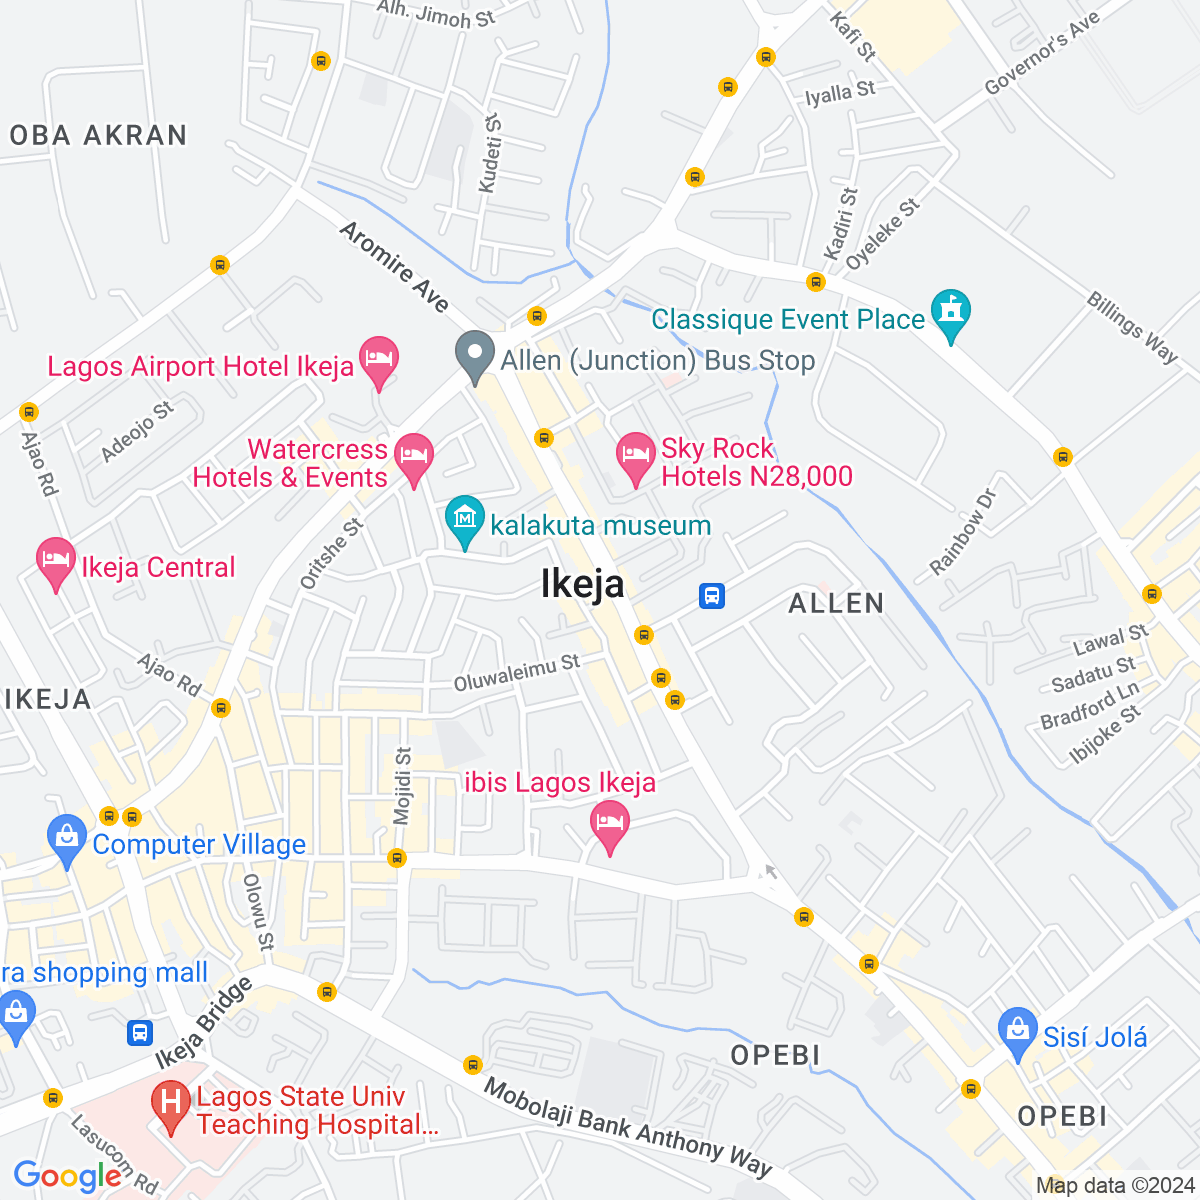 Alh. Jimoh St
Kafi St
Governor's Ave
Iyalla St
OBA AKRAN
Kudeti St
Aromire Ave
Kadiri St
Oyeleke St
Billings Way
Classique Event Place
Lagos Airport Hotel Ikeja
Allen (Junction) Bus Stop
Adeojo St
Ajao Rd
Watercress
Hotels & Events
Sky Rock
Hotels N28,000
kalakuta museum
Rainbow Dr
Oritshe St
Ikeja Central
Ikeja
ALLEN
Lawal St
Sadatu St
Bradford Ln
Ibijoke St
Oluwaleimu St
Ajao Rd
IKEJA
Mojidi St
ibis Lagos Ikeja
Computer Village
Olowu St
ra shopping mall
Ikeja Bridge
OPEBI
Sisí Jolá
OPEBI
Mobolaji Bank Anthony Way
Lagos State Univ
Teaching Hospital...
Lasucom Rd
Google
Map data ©2024